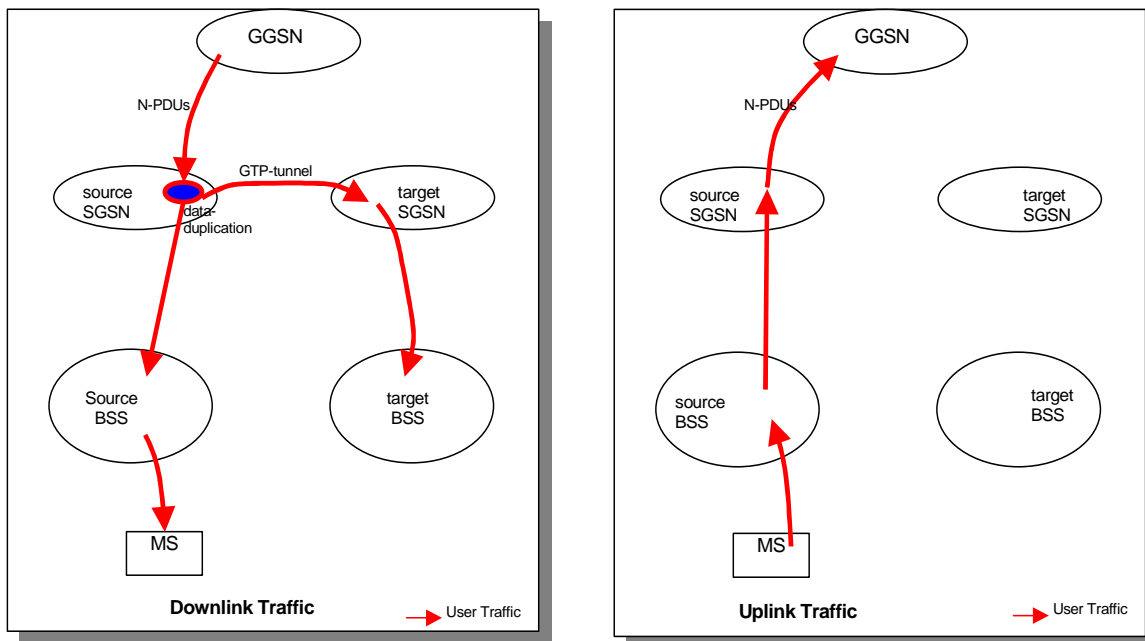 GGSN
N-PDUs
GTP-tunnel
source
SGSN
target
SGSN
data-
duplication
Source
BSS
target
BSS
MS
Downlink Traffic
User Traffic
GGSN
N-PDUs
source
SGSN
target
SGSN
source
BSS
target
BSS
MS
Uplink Traffic
User Traffic